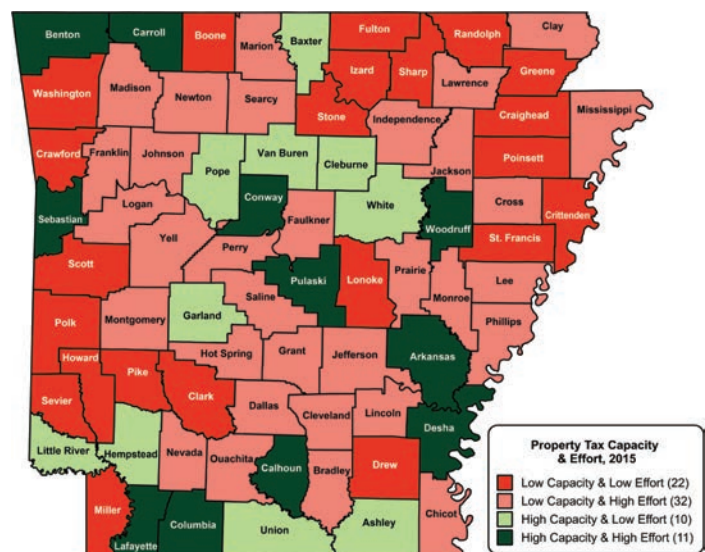 Benton
Carroll
Boone
Marion
Baxter
Fulton
Randolph
Clay
Izard
Sharp
Lawrence
Greene
Washington
Madison
Newton
Searcy
Stone
Independence
Craighead
Mississippi
Crawford
Franklin
Johnson
Pope
Van Buren
Cleburne
Jackson
Poinsett
Sebastian
Logan
Conway
Faulkner
White
Woodruff
Cross
Crittenden
Yell
Perry
St. Francis
Scott
Pulaski
Lonoke
Prairie
Monroe
Lee
Saline
Polk
Montgomery
Garland
Phillips
Hot Spring
Grant
Jefferson
Arkansas
Howard
Pike
Clark
Sevier
Dallas
Cleveland
Lincoln
Desha
Little River
Hempstead
Nevada
Ouachita
Calhoun
Bradley
Drew
Miller
Lafayette
Columbia
Union
Ashley
Chicot
Property Tax Capacity
& Effort, 2015
Low Capacity & Low Effort (22)
Low Capacity & High Effort (32)
High Capacity & Low Effort (10)
High Capacity & High Effort (11)